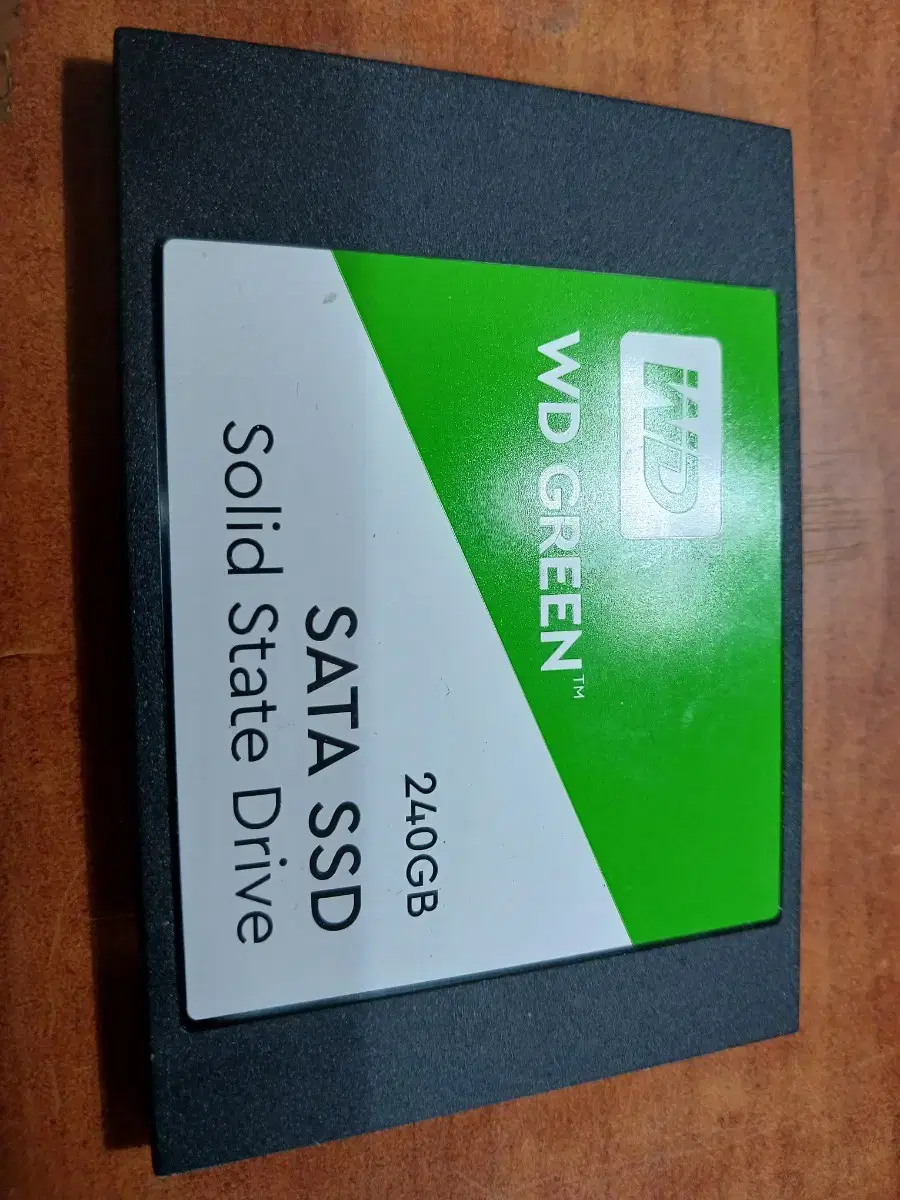 WD
WD GREEN™
240GB
SATA SSD
Solid State Drive